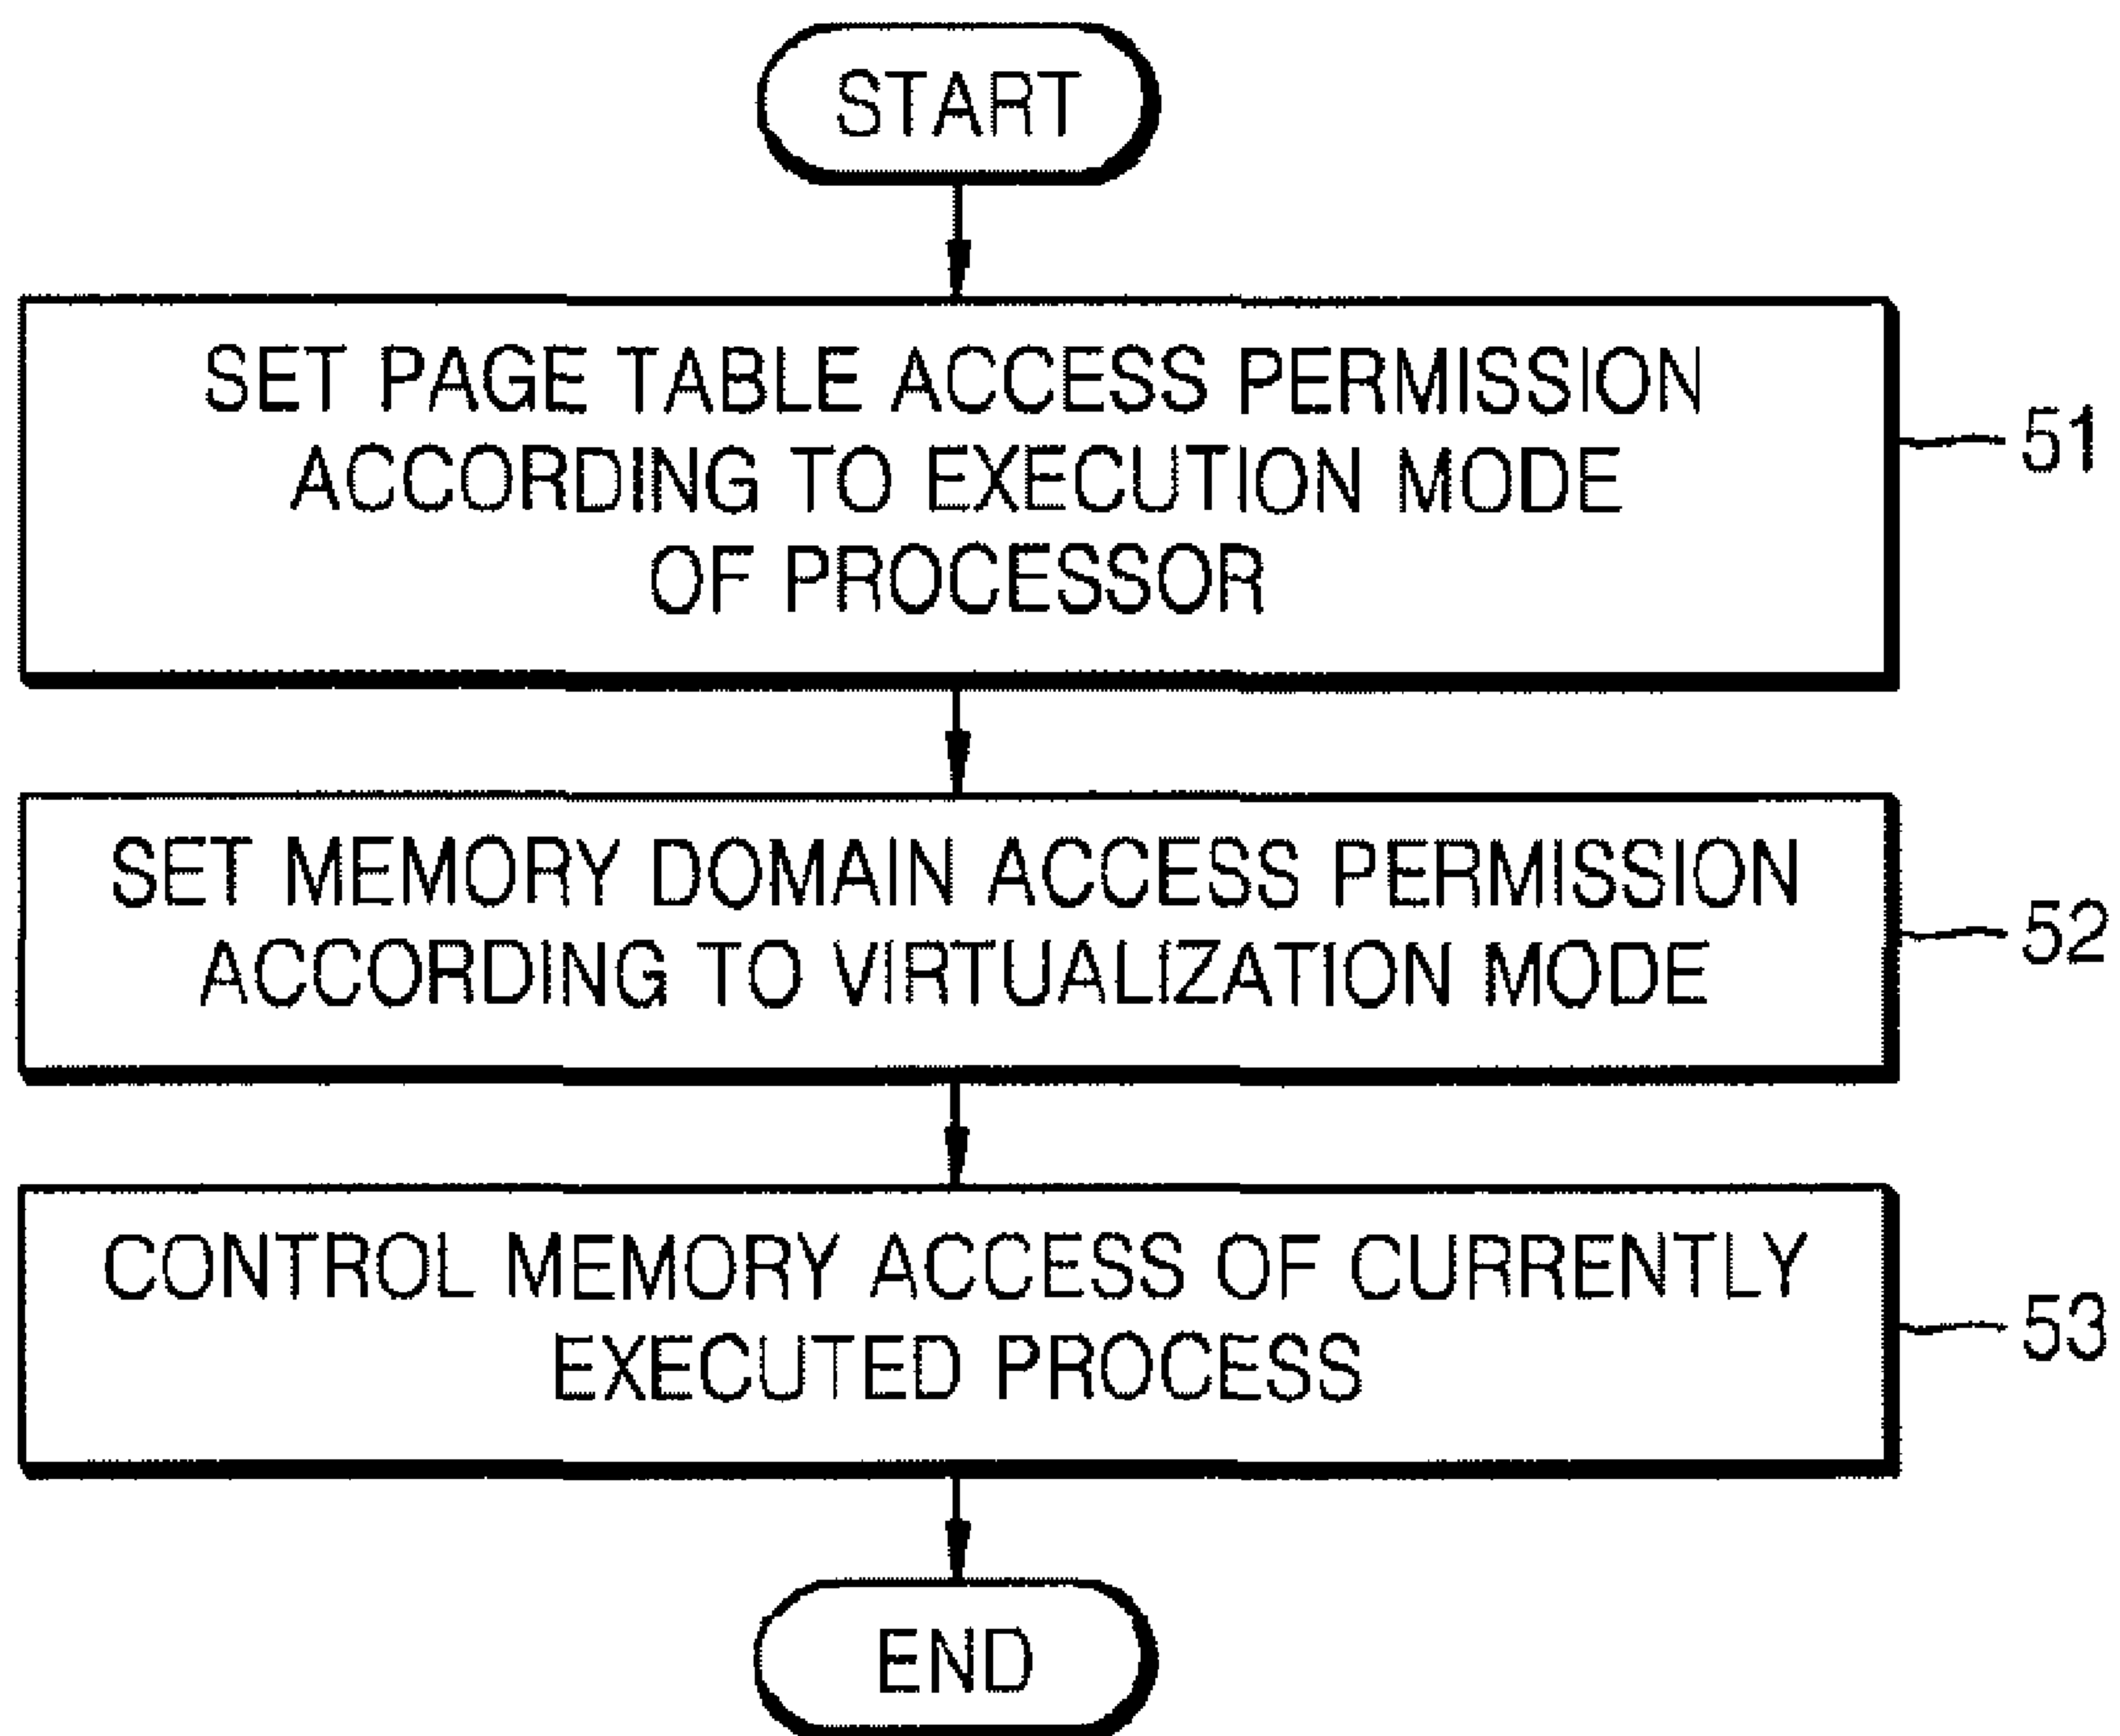 START
SET PAGE TABLE ACCESS PERMISSION
ACCORDING TO EXECUTION MODE
OF PROCESSOR
51
SET MEMORY DOMAIN ACCESS PERMISSION
ACCORDING TO VIRTUALIZATION MODE
52
CONTROL MEMORY ACCESS OF CURRENTLY
EXECUTED PROCESS
53
END